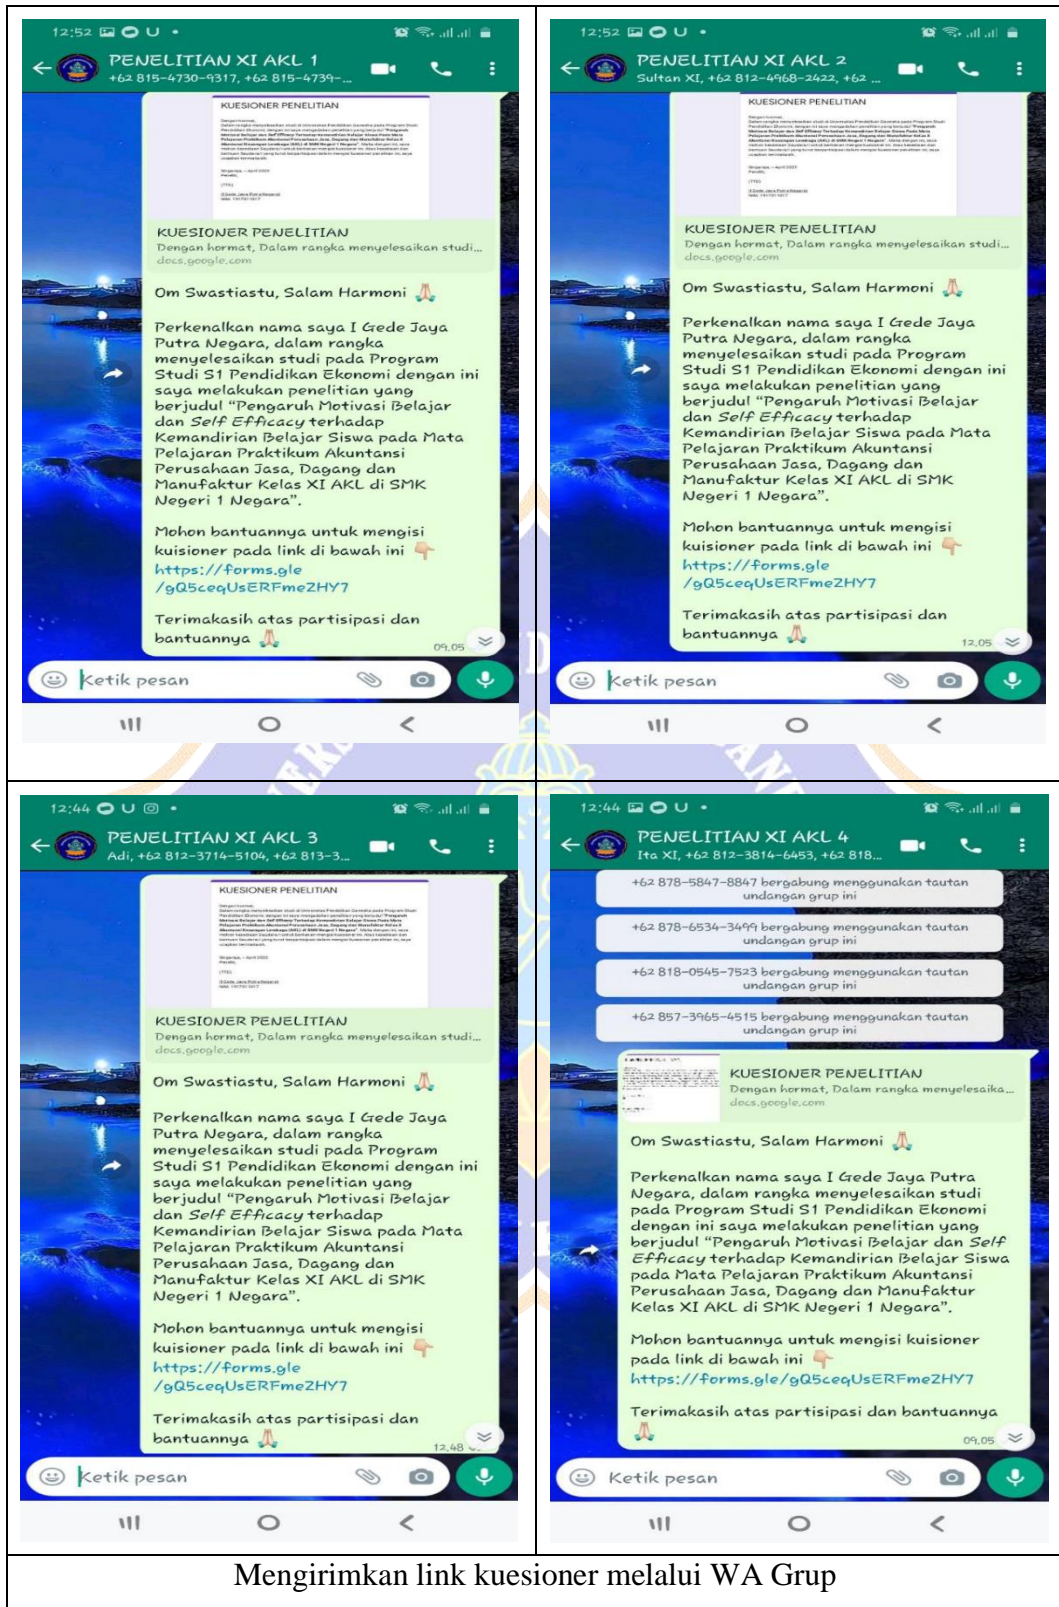 12:52
PENELITIAN XI AKL 1
+62 815-4730-9317, +62 815-4739-...
KUESIONER PENELITIAN
Dengan hormat,
KUESIONER PENELITIAN
Dengan hormat, Dalam rangka menyelesaikan studi...
docs.google.com
Om Swastiastu, Salam Harmoni 🙏🏻
Perkenalkan nama saya I Gede Jaya
Putra Negara, dalam rangka
menyelesaikan studi pada Program
Studi S1 Pendidikan Ekonomi dengan ini
saya melakukan penelitian yang
berjudul “Pengaruh Motivasi Belajar
dan Self Efficacy terhadap
Kemandirian Belajar Siswa pada Mata
Pelajaran Praktikum Akuntansi
Perusahaan Jasa, Dagang dan
Manufaktur Kelas XI AKL di SMK
Negeri 1 Negara”.
Mohon bantuannya untuk mengisi
kuisioner pada link di bawah ini 👇🏻
https://forms.gle
/gQ5ceqUsERFmeZHY7
Terimakasih atas partisipasi dan
bantuannya 🙏🏻
09.05
Ketik pesan
12:52
PENELITIAN XI AKL 2
Sultan XI, +62 812-4968-2422, +62 ...
KUESIONER PENELITIAN
Dengan hormat,
KUESIONER PENELITIAN
Dengan hormat, Dalam rangka menyelesaikan studi...
docs.google.com
Om Swastiastu, Salam Harmoni 🙏🏻
Perkenalkan nama saya I Gede Jaya
Putra Negara, dalam rangka
menyelesaikan studi pada Program
Studi S1 Pendidikan Ekonomi dengan ini
saya melakukan penelitian yang
berjudul “Pengaruh Motivasi Belajar
dan Self Efficacy terhadap
Kemandirian Belajar Siswa pada Mata
Pelajaran Praktikum Akuntansi
Perusahaan Jasa, Dagang dan
Manufaktur Kelas XI AKL di SMK
Negeri 1 Negara”.
Mohon bantuannya untuk mengisi
kuisioner pada link di bawah ini 👇🏻
https://forms.gle
/gQ5ceqUsERFmeZHY7
Terimakasih atas partisipasi dan
bantuannya 🙏🏻
12.05
Ketik pesan
12:44
PENELITIAN XI AKL 3
Adi, +62 812-3714-5104, +62 813-3...
KUESIONER PENELITIAN
Dengan hormat,
KUESIONER PENELITIAN
Dengan hormat, Dalam rangka menyelesaikan studi...
docs.google.com
Om Swastiastu, Salam Harmoni 🙏🏻
Perkenalkan nama saya I Gede Jaya
Putra Negara, dalam rangka
menyelesaikan studi pada Program
Studi S1 Pendidikan Ekonomi dengan ini
saya melakukan penelitian yang
berjudul “Pengaruh Motivasi Belajar
dan Self Efficacy terhadap
Kemandirian Belajar Siswa pada Mata
Pelajaran Praktikum Akuntansi
Perusahaan Jasa, Dagang dan
Manufaktur Kelas XI AKL di SMK
Negeri 1 Negara”.
Mohon bantuannya untuk mengisi
kuisioner pada link di bawah ini 👇🏻
https://forms.gle
/gQ5ceqUsERFmeZHY7
Terimakasih atas partisipasi dan
bantuannya 🙏🏻
12.48
Ketik pesan
12:44
PENELITIAN XI AKL 4
Ita XI, +62 812-3814-6453, +62 818...
+62 878-5847-8847 bergabung menggunakan tautan
undangan grup ini
+62 878-6534-3499 bergabung menggunakan tautan
undangan grup ini
+62 818-0545-7523 bergabung menggunakan tautan
undangan grup ini
+62 857-3965-4515 bergabung menggunakan tautan
undangan grup ini
KUESIONER PENELITIAN
Dengan hormat, Dalam rangka menyelesaika...
docs.google.com
Om Swastiastu, Salam Harmoni 🙏🏻
Perkenalkan nama saya I Gede Jaya Putra
Negara, dalam rangka menyelesaikan studi
pada Program Studi S1 Pendidikan Ekonomi
dengan ini saya melakukan penelitian yang
berjudul “Pengaruh Motivasi Belajar dan Self
Efficacy terhadap Kemandirian Belajar Siswa
pada Mata Pelajaran Praktikum Akuntansi
Perusahaan Jasa, Dagang dan Manufaktur
Kelas XI AKL di SMK Negeri 1 Negara”.
Mohon bantuannya untuk mengisi kuisioner
pada link di bawah ini 👇🏻
https://forms.gle/gQ5ceqUsERFmeZHY7
Terimakasih atas partisipasi dan bantuannya
🙏🏻
09.05
Ketik pesan
Mengirimkan link kuesioner melalui WA Grup